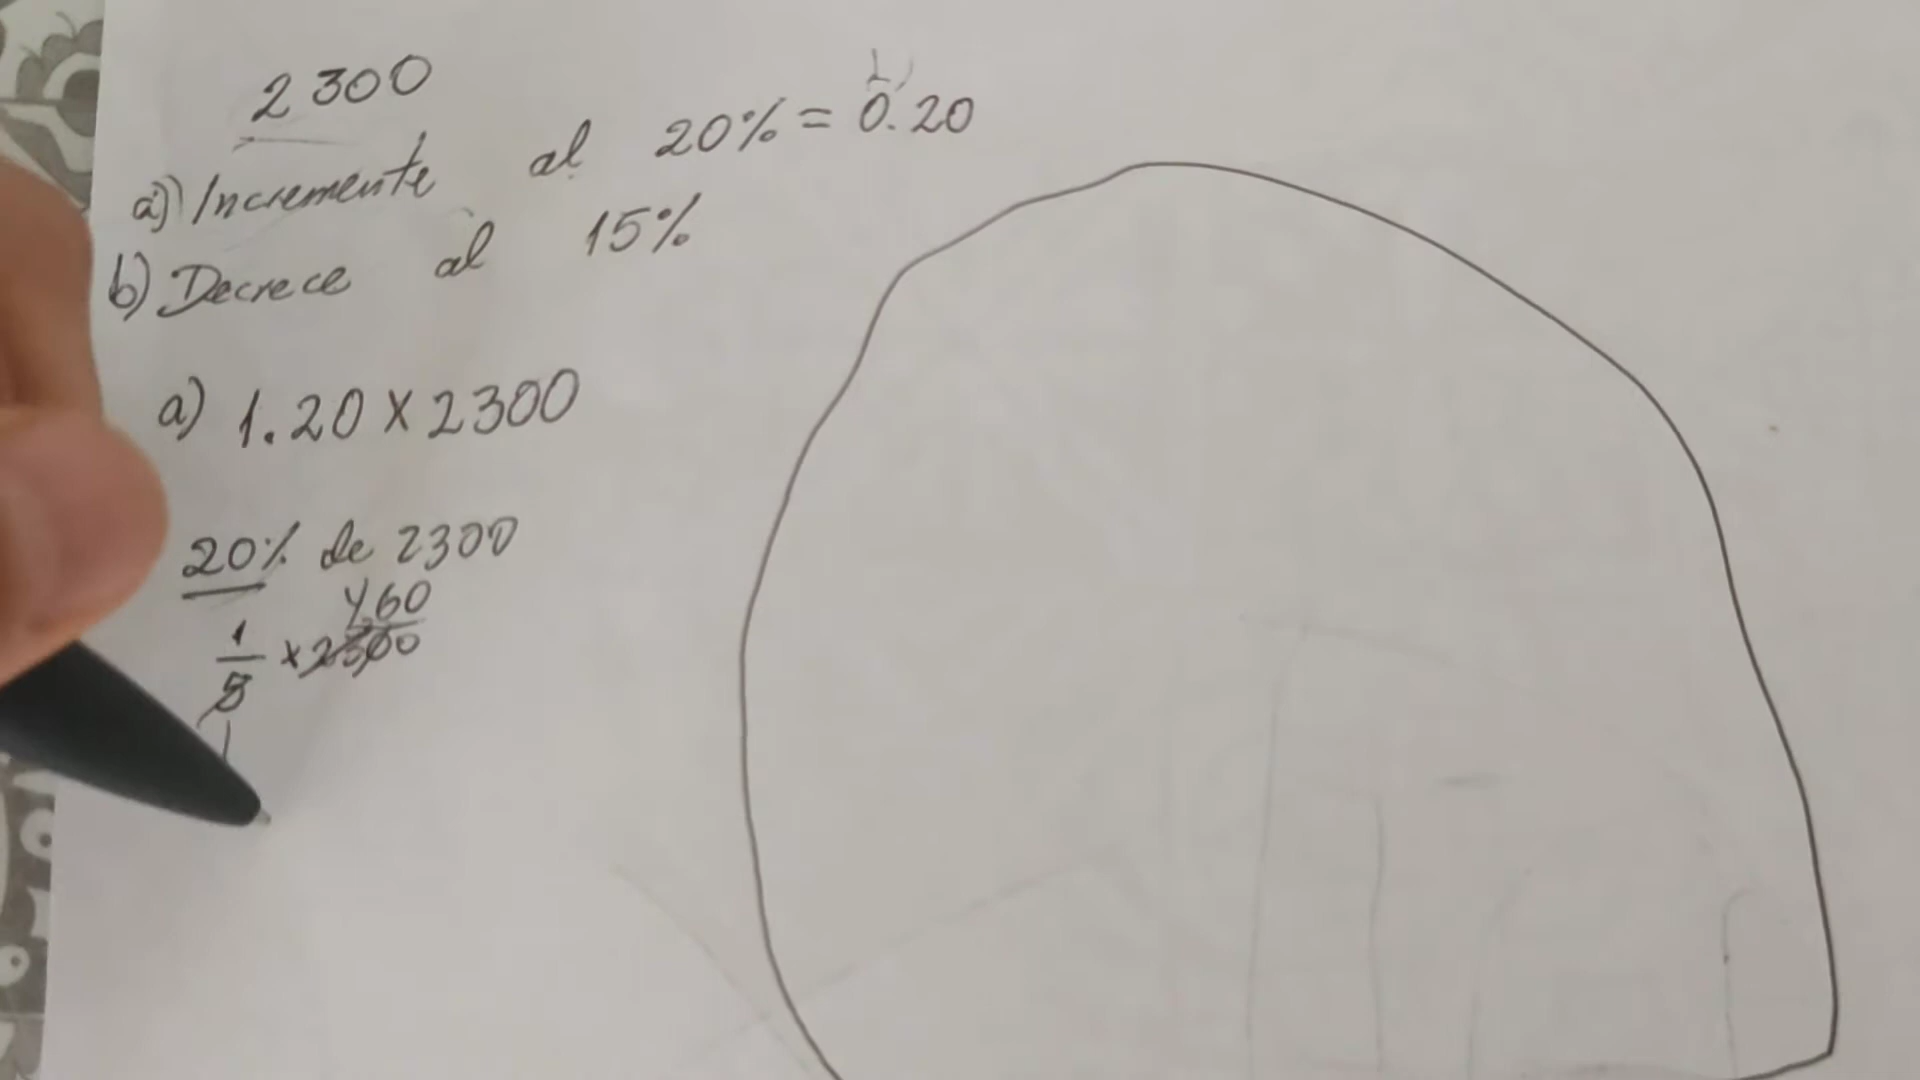 2300
a) Incremente al 20% = 0.20
b) Decrece al 15%
a) 1.20 x 2300
20% de 2300
460
1/5 x 2300
1